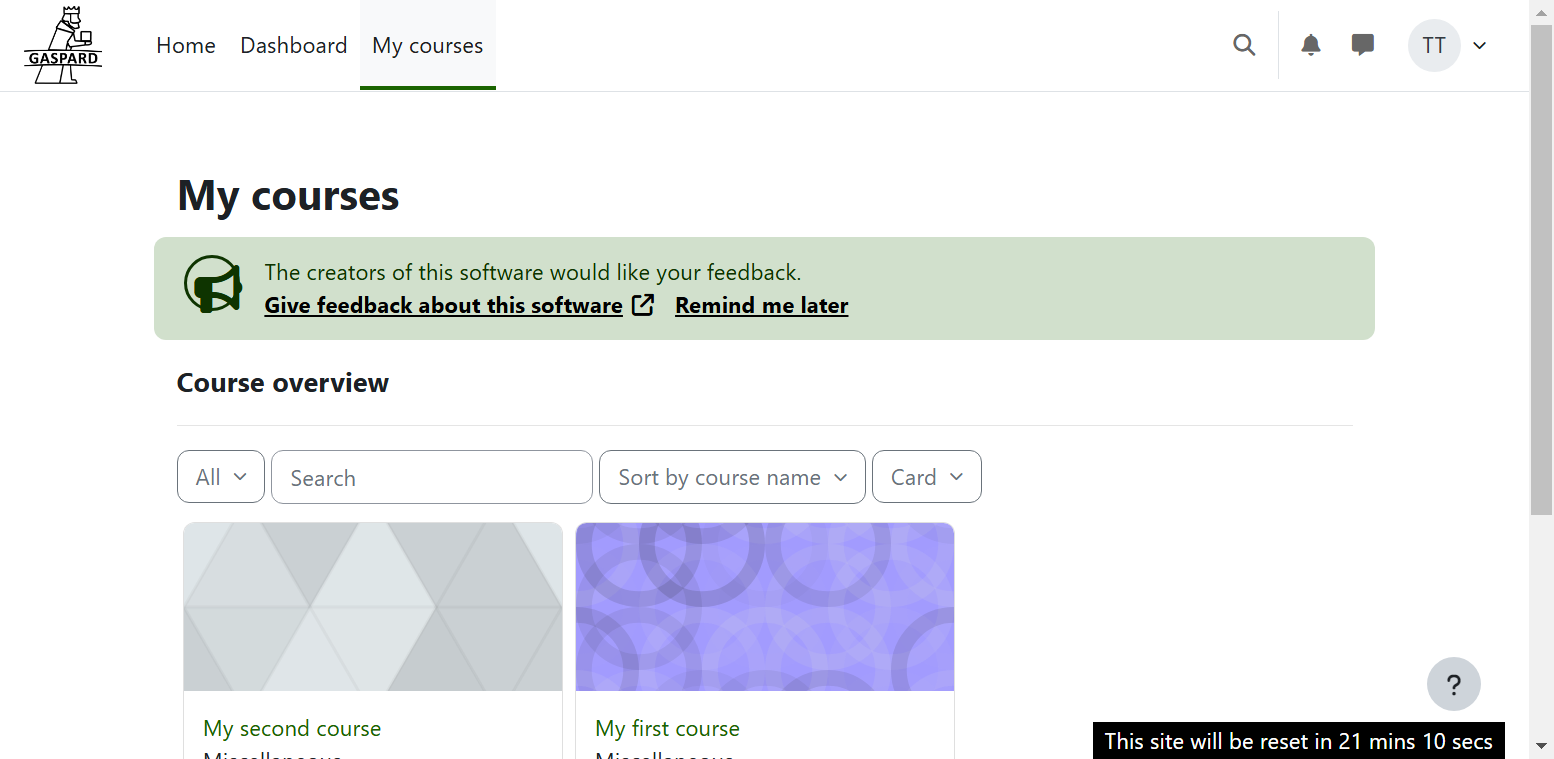 GASPARD
Home Dashboard My courses
TT
My courses
The creators of this software would like your feedback.
Give feedback about this software Remind me later
Course overview
All Search Sort by course name Card
My second course My first course
Miscellaneous Miscellaneous
?
This site will be reset in 21 mins 10 secs